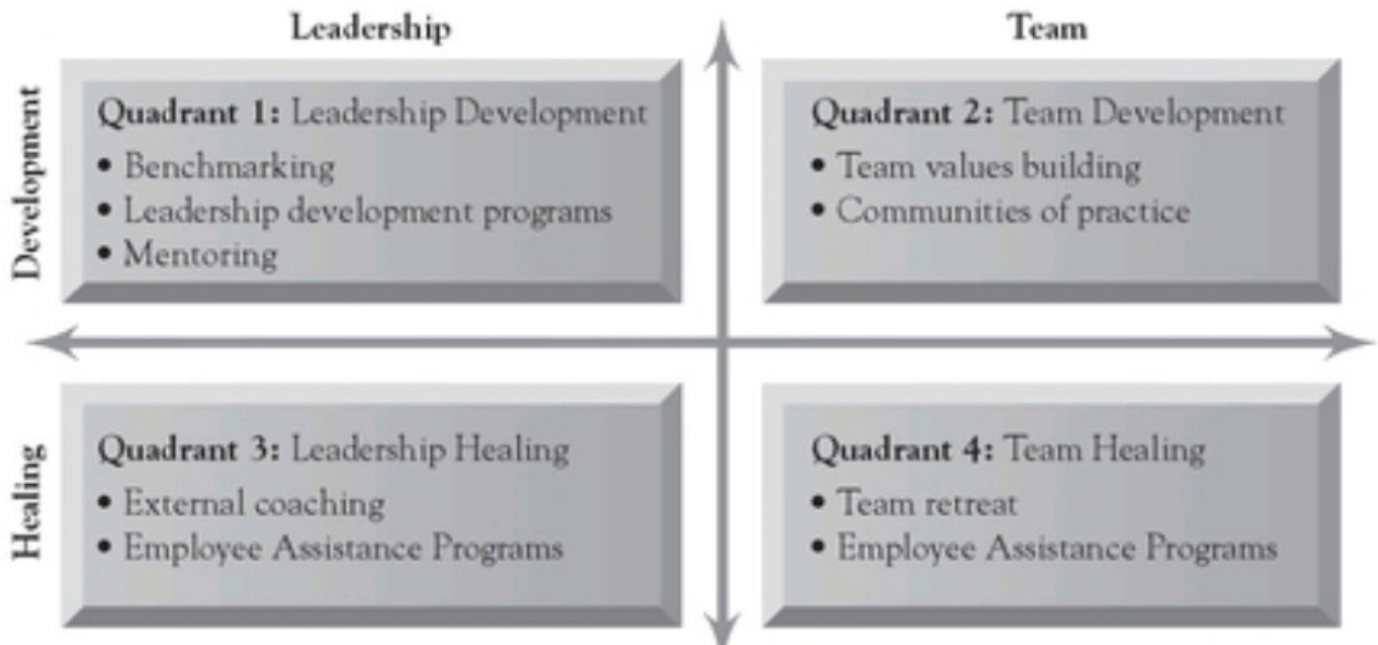 Leadership
Team
Development
Quadrant 1: Leadership Development
• Benchmarking
• Leadership development programs
• Mentoring
Quadrant 2: Team Development
• Team values building
• Communities of practice
Healing
Quadrant 3: Leadership Healing
• External coaching
• Employee Assistance Programs
Quadrant 4: Team Healing
• Team retreat
• Employee Assistance Programs